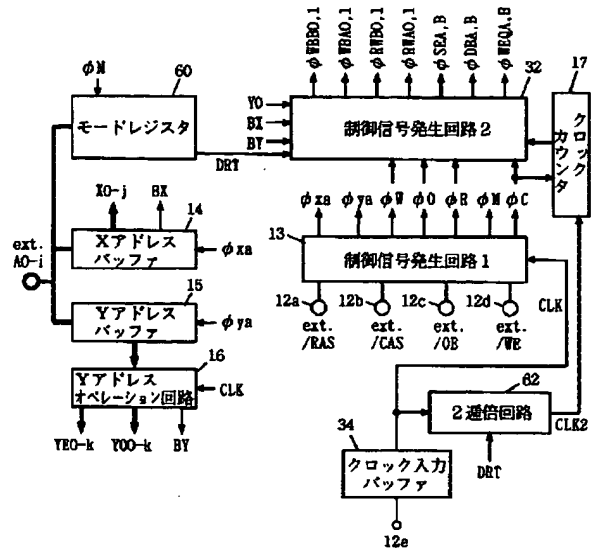 φWBB0,1
φWBA0,1
φRWB0,1
φRWA0,1
φSEA,B
φDBA,B
φWEQA,B
φM
60
32
17
モードレジスタ
Y0
BX
BY
制御信号発生回路2
クロック
カウンタ
DRT
X0-j
BX
φxa
φya
φW
φO
φR
φM
φC
14
13
ext.
A0-i
Xアドレス
バッファ
φxa
制御信号発生回路1
15
Yアドレス
バッファ
φya
12a
12b
12c
12d
CLK
ext.
/RAS
ext.
/CAS
ext.
/OE
ext.
/WE
16
Yアドレス
オペレーション回路
CLK
62
2逓倍回路
CLK2
YE0-k
YO0-k
BY
34
クロック入力
バッファ
DRT
12e